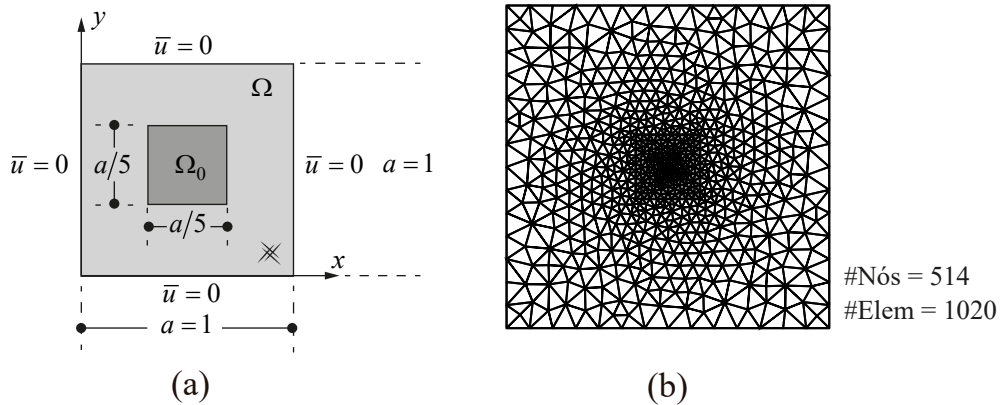 y
u̅ = 0
Ω
u̅ = 0
a/5
Ω₀
u̅ = 0
a = 1
a/5
x
u̅ = 0
a = 1
(a)
#Nós = 514
#Elem = 1020
(b)